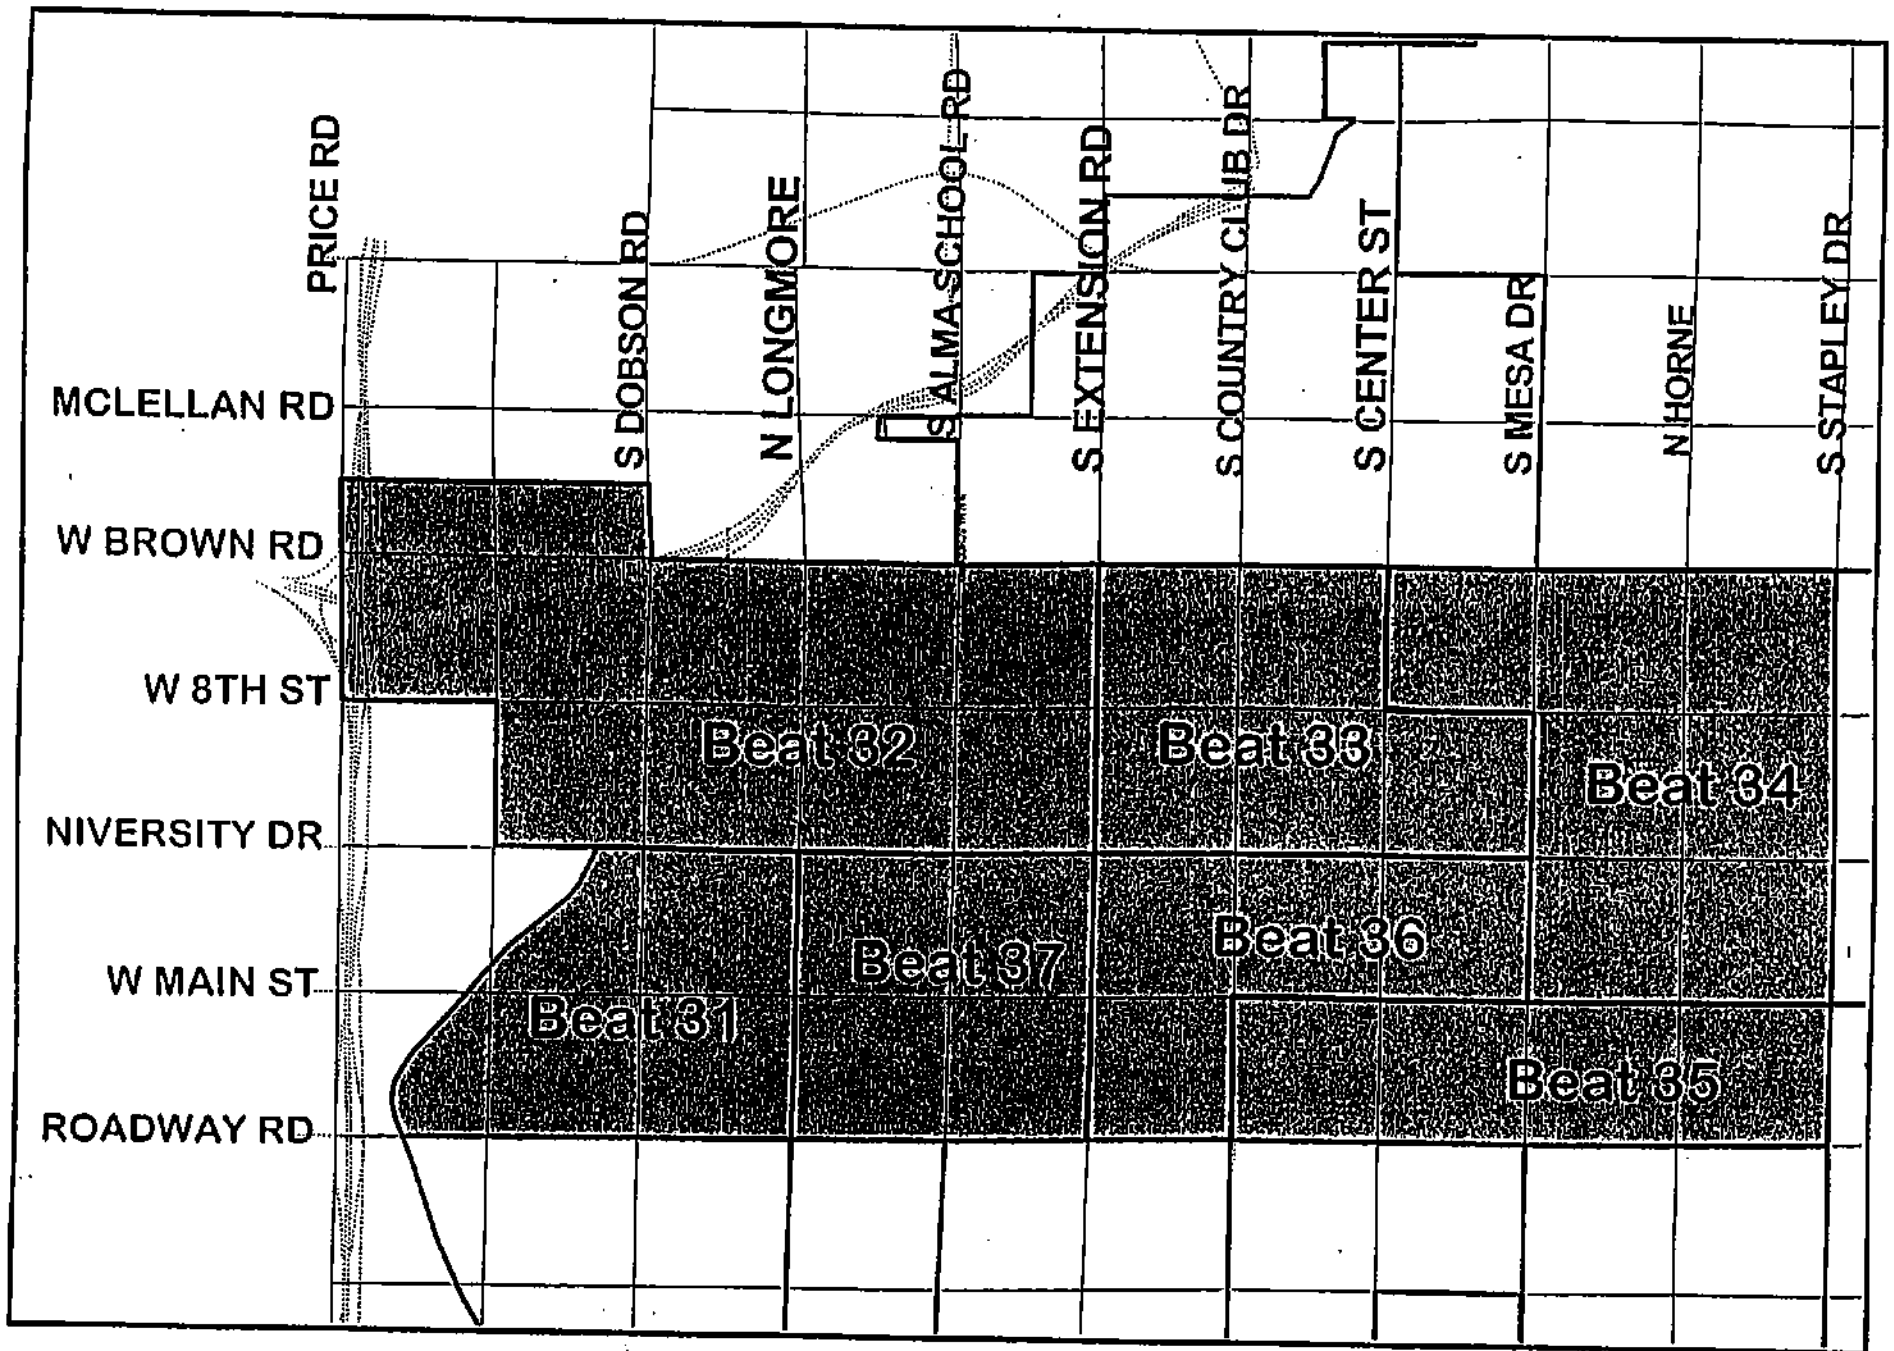 PRICE RD
S DOBSON RD
N LONGMORE
S ALMA SCHOOL RD
S EXTENSION RD
S COUNTRY CLUB DR
S CENTER ST
S MESA DR
N HORNE
S STAPLEY DR
MCLELLAN RD
W BROWN RD
W 8TH ST
NIVERSITY DR
W MAIN ST
ROADWAY RD
Beat 32
Beat 33
Beat 34
Beat 36
Beat 37
Beat 31
Beat 35